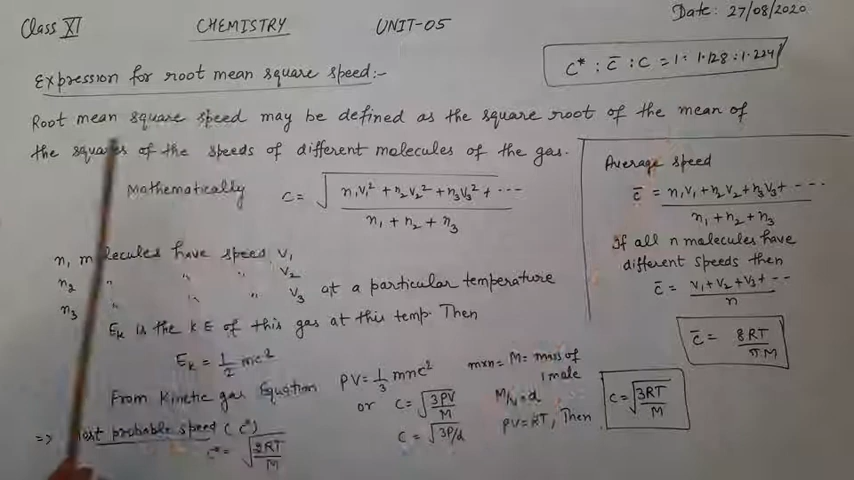 Class XI CHEMISTRY UNIT-05 Date: 27/08/2020
C* : c̄ : C = 1 : 1.128 : 1.224
Expression for root mean square speed:-
Root mean square speed may be defined as the square root of the mean of
the squares of the speeds of different molecules of the gas.
Mathematically C = √(n₁v₁² + n₂v₂² + n₃v₃² + ---
n₁ + n₂ + n₃)
n₁ molecules have speed v₁
n₂ " " " v₂
n₃ " " " v₃ at a particular temperature
Ek is the KE of this gas at this temp. Then
Ek = 1/2 mc²
From Kinetic gas Equation PV = 1/3 mnc² mxn = M = mass of
1 mole
or C = √(3PV/M) M/V = d
C = √(3P/d) PV = RT, Then C = √(3RT/M)
=> Most probable speed (c*)
c* = √(2RT/M)
Average speed
c̄ = n₁v₁ + n₂v₂ + n₃v₃ + ---
n₁ + n₂ + n₃
If all n molecules have
different speeds then
c̄ = v₁ + v₂ + v₃ + ---
n
c̄ = 8RT
πM